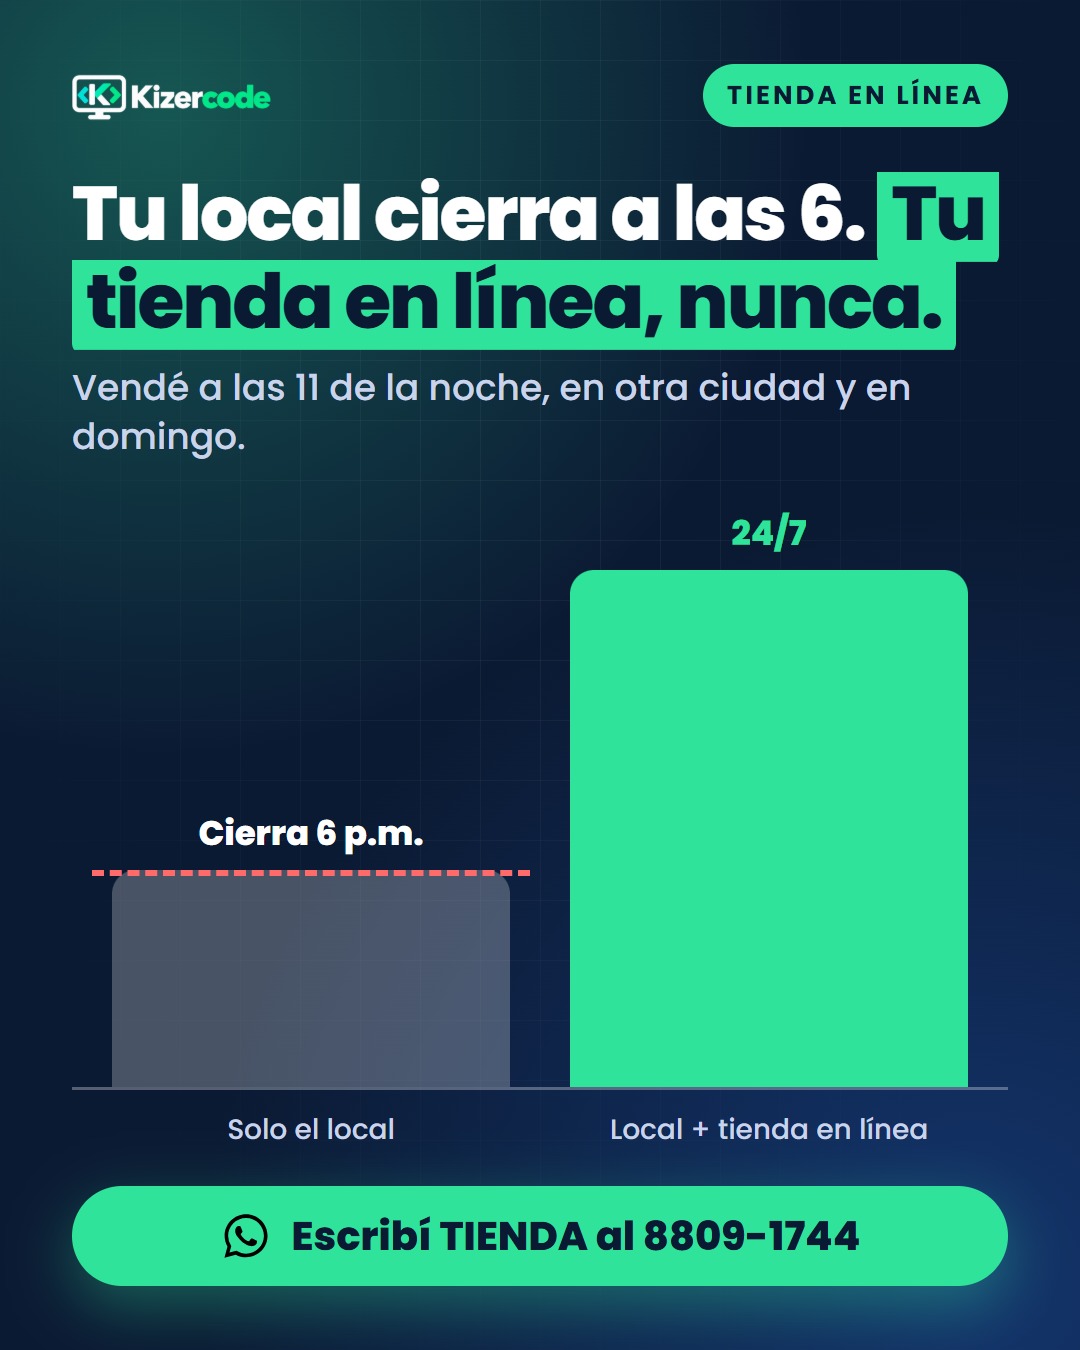 Kizercode
TIENDA EN LÍNEA
Tu local cierra a las 6. Tu
tienda en línea, nunca.
Vendé a las 11 de la noche, en otra ciudad y en
domingo.
24/7
Cierra 6 p.m.
Solo el local
Local + tienda en línea
Escribí TIENDA al 8809-1744